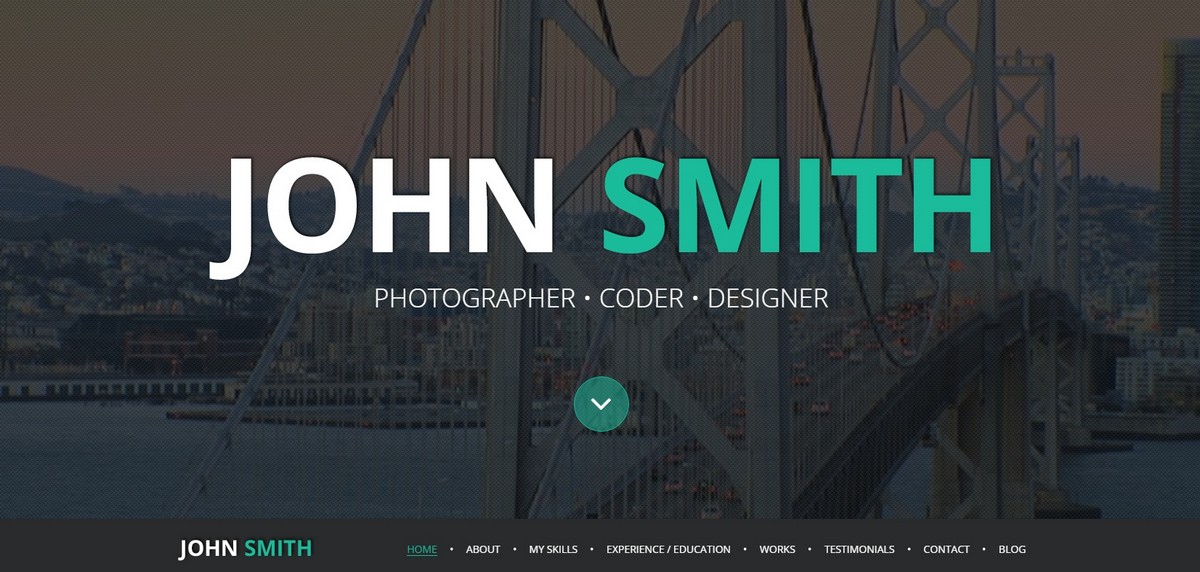 JOHN SMITH
PHOTOGRAPHER • CODER • DESIGNER
JOHN SMITH
HOME • ABOUT • MY SKILLS • EXPERIENCE / EDUCATION • WORKS • TESTIMONIALS • CONTACT • BLOG